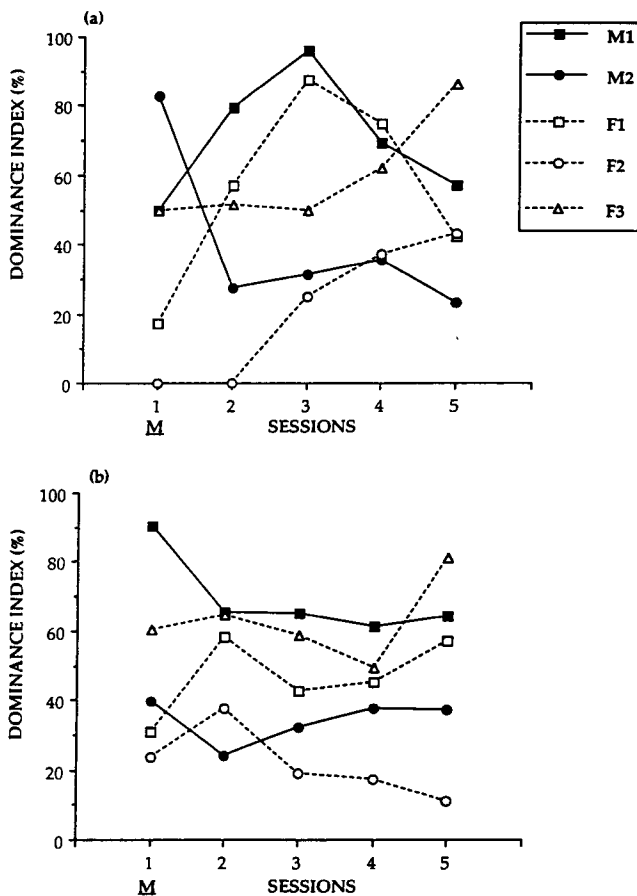 (a)
100
80
60
40
20
0
DOMINANCE INDEX (%)
1 2 3 4 5
M SESSIONS
M1
M2
F1
F2
F3
(b)
100
80
60
40
20
0
DOMINANCE INDEX (%)
1 2 3 4 5
M SESSIONS